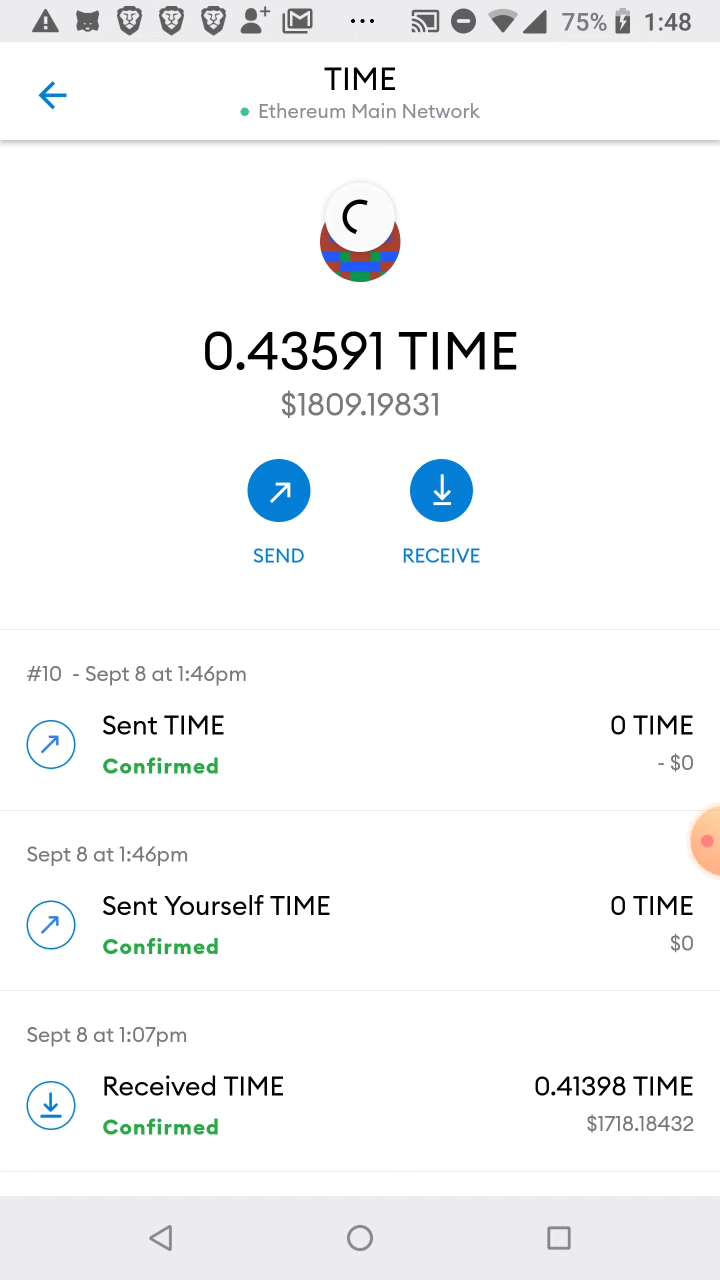 75% 1:48
TIME
Ethereum Main Network
0.43591 TIME
$1809.19831
SEND RECEIVE
#10 - Sept 8 at 1:46pm
Sent TIME 0 TIME
Confirmed - $0
Sept 8 at 1:46pm
Sent Yourself TIME 0 TIME
Confirmed $0
Sept 8 at 1:07pm
Received TIME 0.41398 TIME
Confirmed $1718.18432